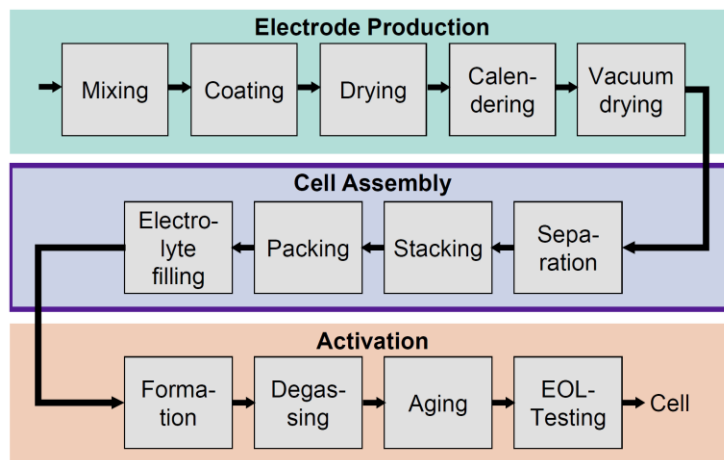 Electrode Production
Mixing
Coating
Drying
Calen-
dering
Vacuum
drying
Cell Assembly
Electro-
lyte
filling
Packing
Stacking
Sepa-
ration
Activation
Forma-
tion
Degas-
sing
Aging
EOL-
Testing
Cell